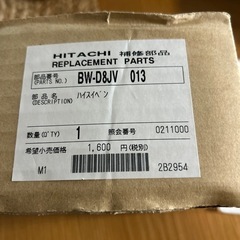 HITACHI 補修部品
REPLACEMENT PARTS
部品番号 (PARTS NO.) BW-D8JV 013
部品名 (DESCRIPTION) ハイスイベン
数量(Q'TY) 1 照会番号 0211000
希望小売価格 1,600 円(税別)
M1 2B2954